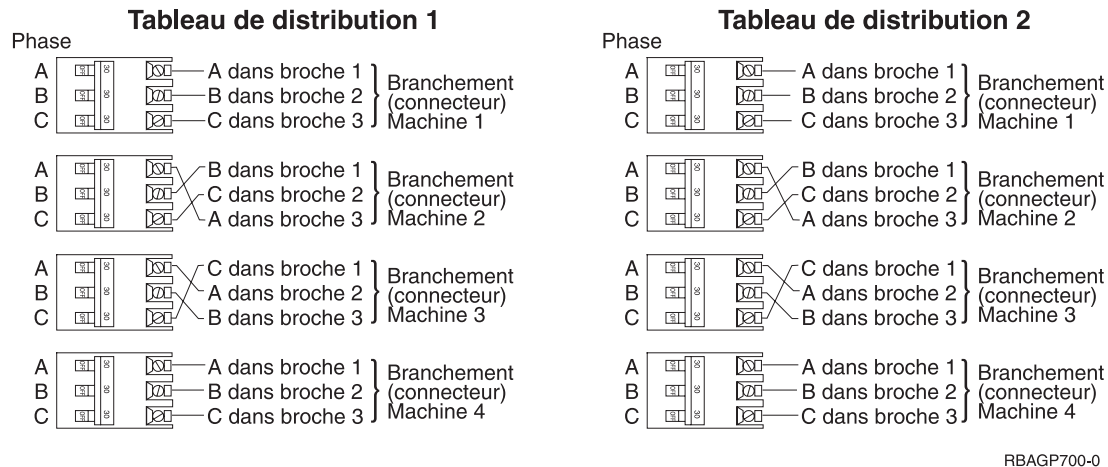 Tableau de distribution 1
Phase
A A dans broche 1
B B dans broche 2
C C dans broche 3
Branchement
(connecteur)
Machine 1
A B dans broche 1
B C dans broche 2
C A dans broche 3
Branchement
(connecteur)
Machine 2
A C dans broche 1
B A dans broche 2
C B dans broche 3
Branchement
(connecteur)
Machine 3
A A dans broche 1
B B dans broche 2
C C dans broche 3
Branchement
(connecteur)
Machine 4
Tableau de distribution 2
Phase
A A dans broche 1
B B dans broche 2
C C dans broche 3
Branchement
(connecteur)
Machine 1
A B dans broche 1
B C dans broche 2
C A dans broche 3
Branchement
(connecteur)
Machine 2
A C dans broche 1
B A dans broche 2
C B dans broche 3
Branchement
(connecteur)
Machine 3
A A dans broche 1
B B dans broche 2
C C dans broche 3
Branchement
(connecteur)
Machine 4
RBAGP700-0